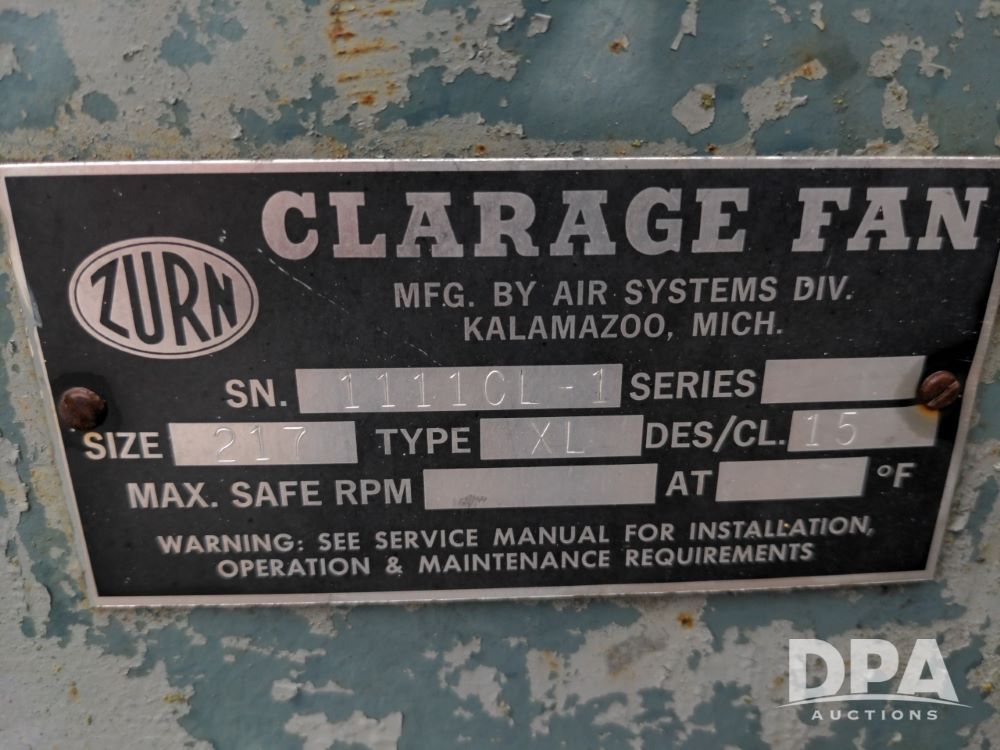 CLARAGE FAN
ZURN
MFG. BY AIR SYSTEMS DIV.
KALAMAZOO, MICH.
SN. 1111CL-1 SERIES
SIZE 217 TYPE XL DES/CL. 15
MAX. SAFE RPM AT °F
WARNING: SEE SERVICE MANUAL FOR INSTALLATION,
OPERATION & MAINTENANCE REQUIREMENTS
DPA
AUCTIONS